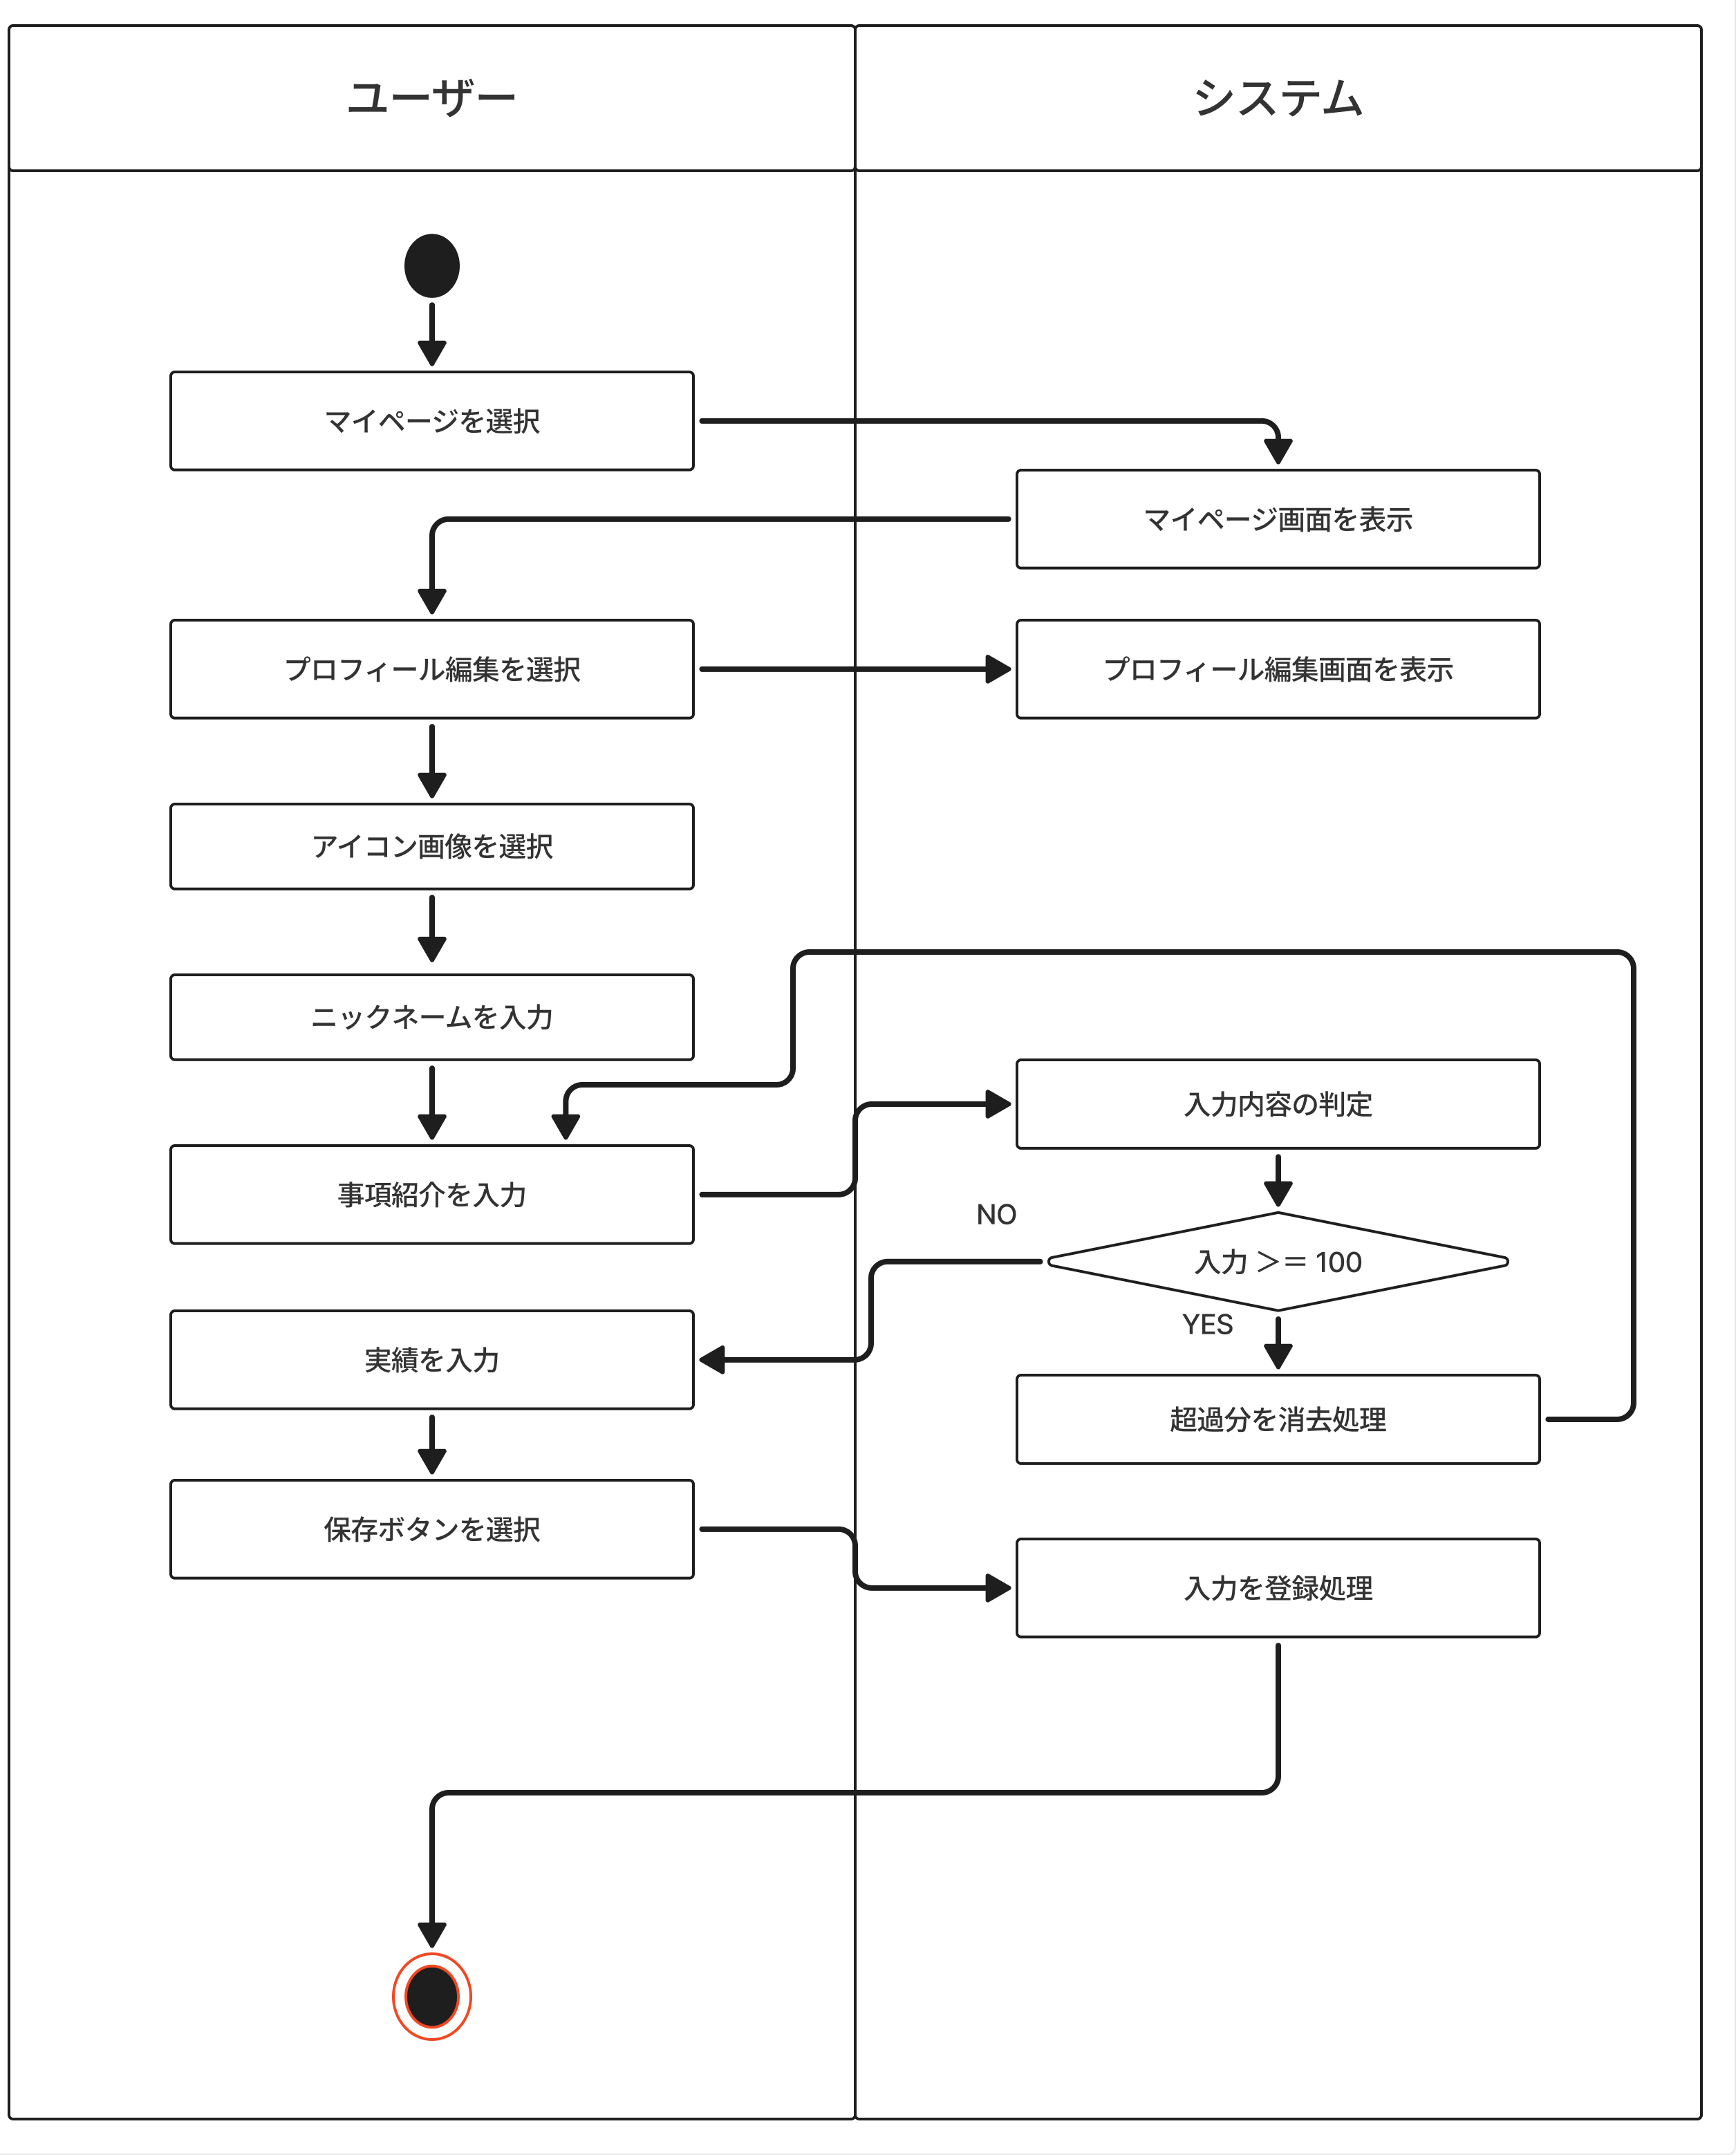 ユーザー
システム
マイページを選択
マイページ画面を表示
プロフィール編集を選択
プロフィール編集画面を表示
アイコン画像を選択
ニックネームを入力
入力内容の判定
事項紹介を入力
NO
入力 >= 100
YES
実績を入力
超過分を消去処理
保存ボタンを選択
入力を登録処理